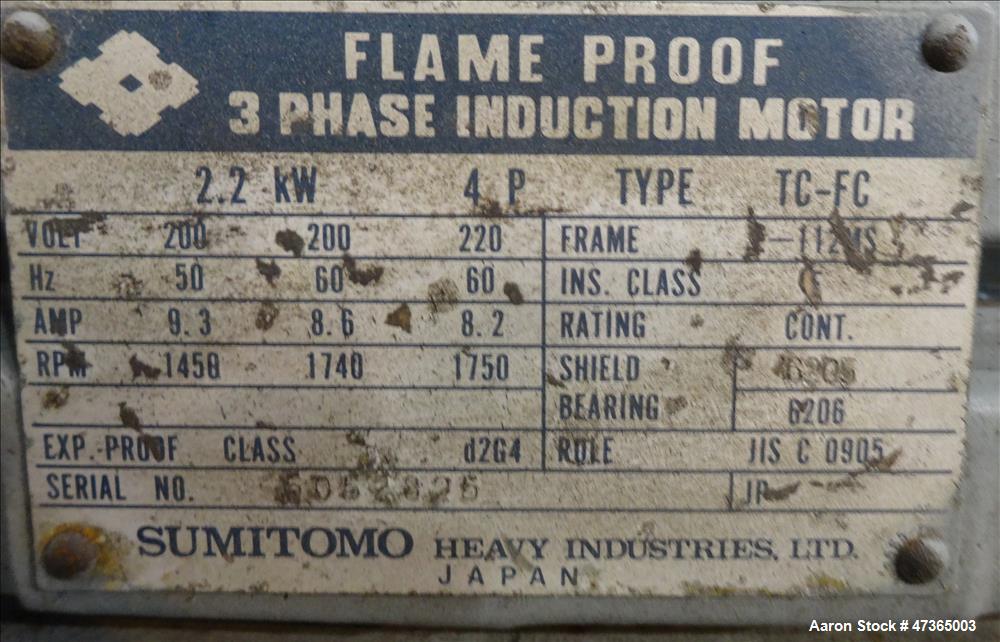 FLAME PROOF
3 PHASE INDUCTION MOTOR
2.2 kW 4 P TYPE TC-FC
VOLT 200 200 220 FRAME
Hz 50 60 60 INS. CLASS
AMP 9.3 8.6 8.2 RATING CONT.
RPM 1450 1740 1750 SHIELD
BEARING 6206
EXP.-PROOF CLASS d2G4 RULE JIS C 0905
SERIAL NO. JP
SUMITOMO HEAVY INDUSTRIES, LTD.
JAPAN
Aaron Stock # 47365003